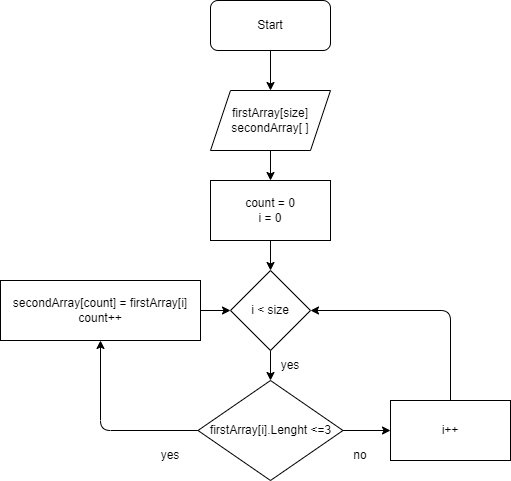 Start
firstArray[size]
secondArray[ ]
count = 0
i = 0
secondArray[count] = firstArray[i]
count++
i < size
yes
firstArray[i].Lenght <=3
i++
yes
no